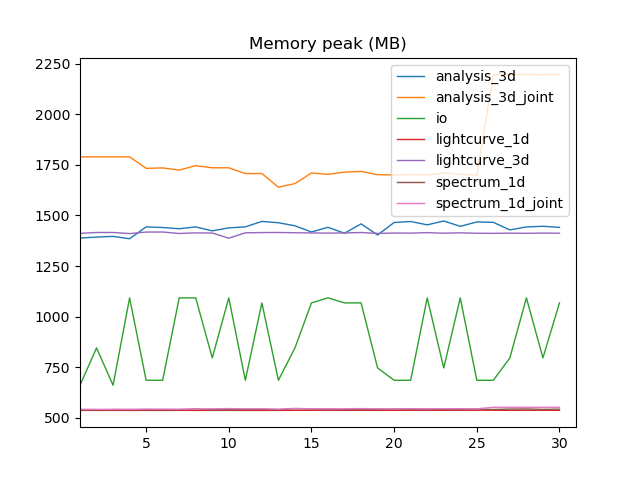 Memory peak (MB)
2250
2000
1750
1500
1250
1000
750
500
5
10
15
20
25
30
analysis_3d
analysis_3d_joint
io
lightcurve_1d
lightcurve_3d
spectrum_1d
spectrum_1d_joint